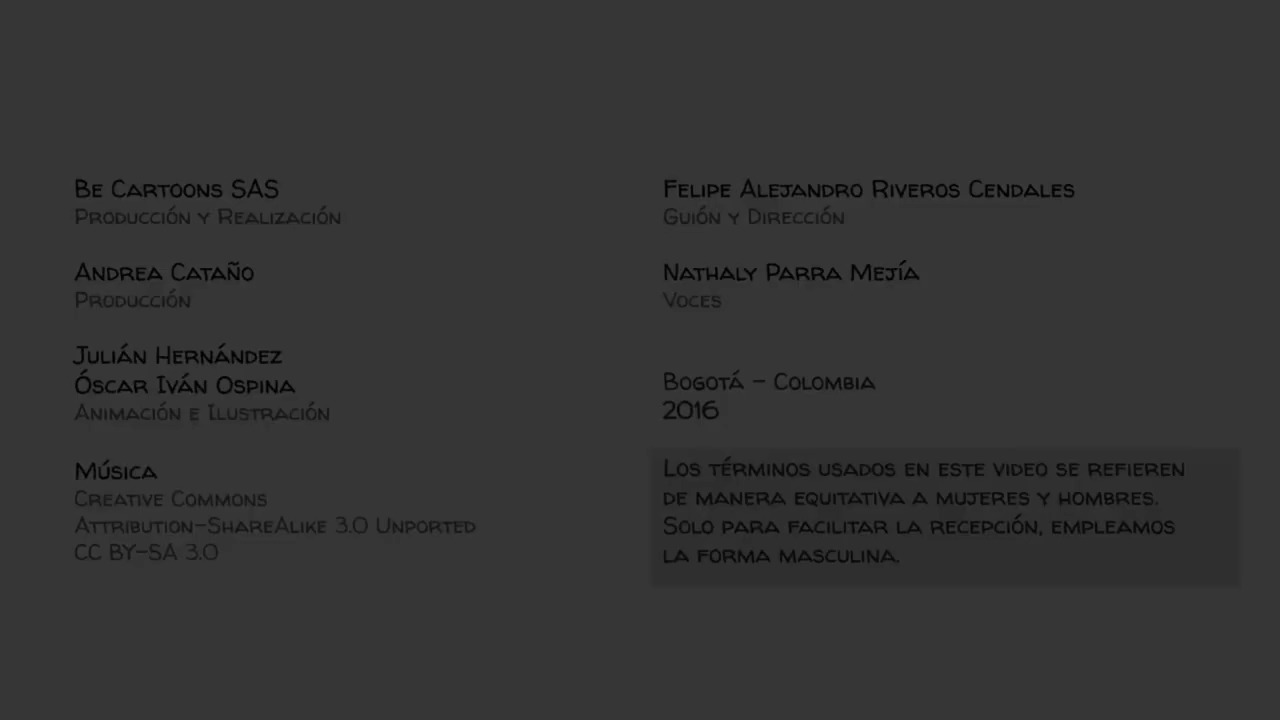 Be Cartoons SAS
Producción y Realización
Andrea Cataño
Producción
Julián Hernández
Óscar Iván Ospina
Animación e Ilustración
Música
Creative Commons
Attribution-ShareAlike 3.0 Unported
CC BY-SA 3.0
Felipe Alejandro Riveros Cendales
Guión y Dirección
Nathaly Parra Mejía
Voces
Bogotá - Colombia
2016
Los términos usados en este video se refieren
de manera equitativa a mujeres y hombres.
Solo para facilitar la recepción, empleamos
la forma masculina.